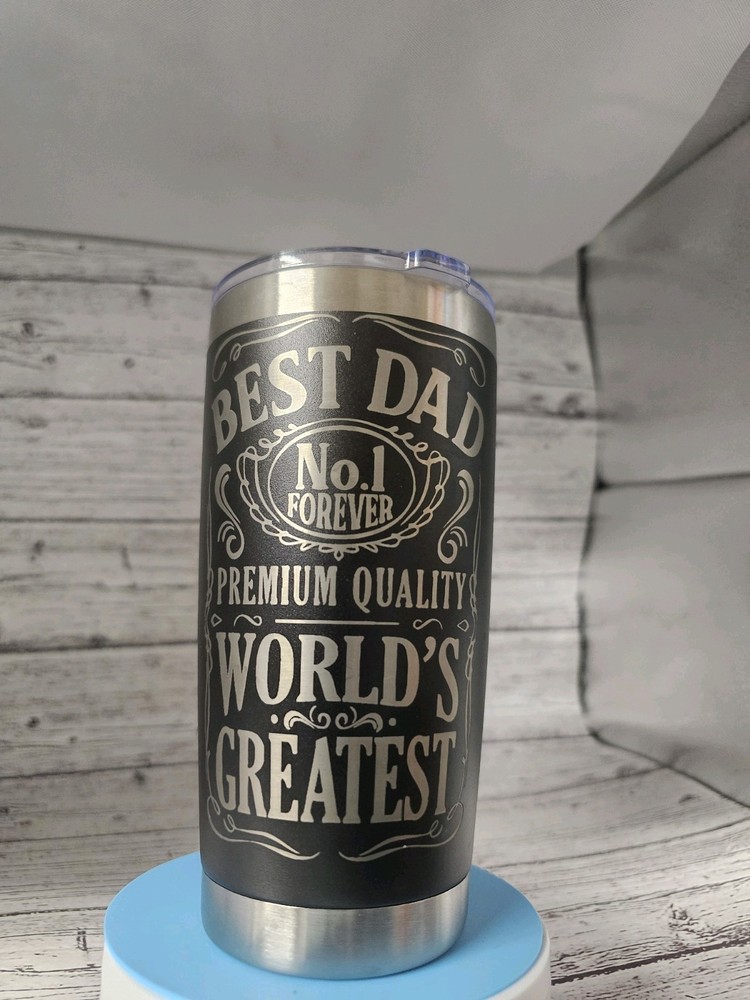 BEST DAD
No.1
FOREVER
PREMIUM QUALITY
WORLD'S
GREATEST